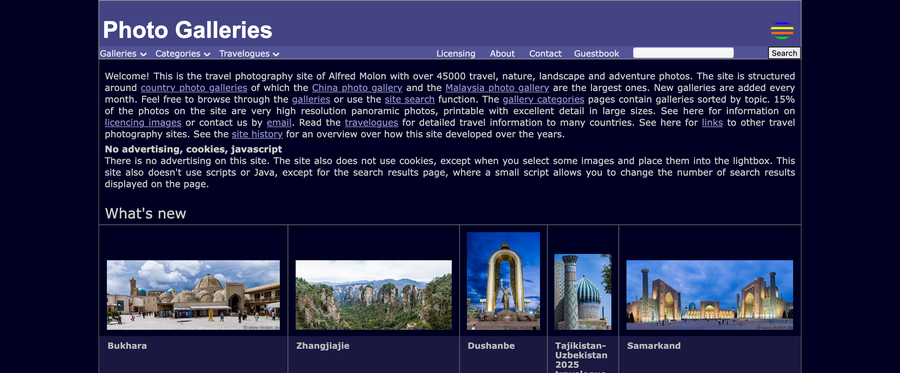 Photo Galleries
Galleries Categories Travelogues Licensing About Contact Guestbook Search
Welcome! This is the travel photography site of Alfred Molon with over 45000 travel, nature, landscape and adventure photos. The site is structured
around country photo galleries of which the China photo gallery and the Malaysia photo gallery are the largest ones. New galleries are added every
month. Feel free to browse through the galleries or use the site search function. The gallery categories pages contain galleries sorted by topic. 15%
of the photos on the site are very high resolution panoramic photos, printable with excellent detail in large sizes. See here for information on
licencing images or contact us by email. Read the travelogues for detailed travel information to many countries. See here for links to other travel
photography sites. See the site history for an overview over how this site developed over the years.
No advertising, cookies, javascript
There is no advertising on this site. The site also does not use cookies, except when you select some images and place them into the lightbox. This
site also doesn't use scripts or Java, except for the search results page, where a small script allows you to change the number of search results
displayed on the page.
What's new
Bukhara
Zhangjiajie
Dushanbe
Tajikistan-
Uzbekistan
2025
Samarkand